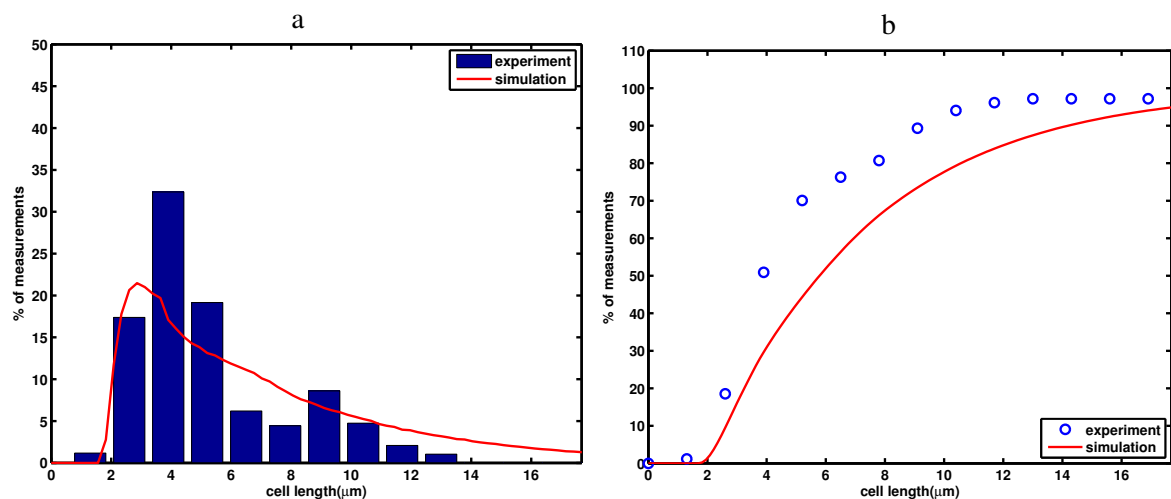 a
50
45
40
35
30
25
20
15
10
5
0
% of measurements
0 2 4 6 8 10 12 14 16
cell length(μm)
experiment
simulation
b
110
100
90
80
70
60
50
40
30
20
10
0
% of measurements
0 2 4 6 8 10 12 14 16
cell length(μm)
experiment
simulation